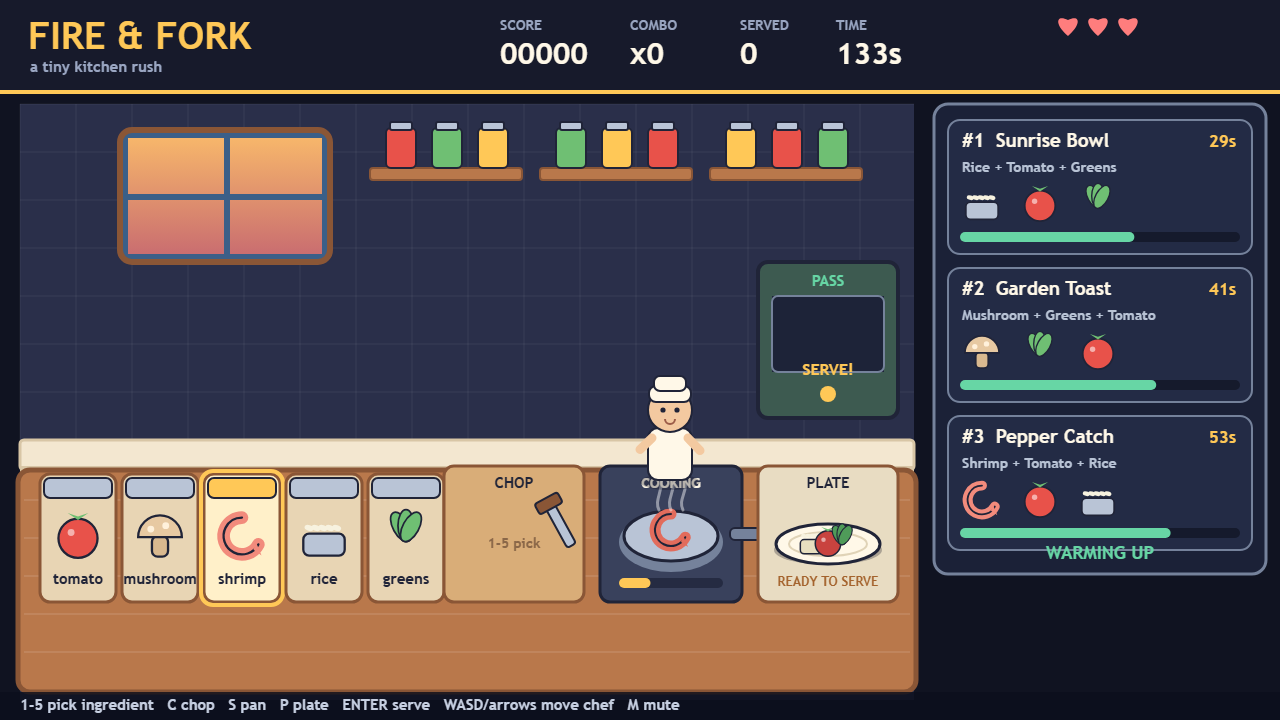 FIRE & FORK
a tiny kitchen rush
SCORE
00000
COMBO
x0
SERVED
0
TIME
133s
PASS
SERVE!
#1 Sunrise Bowl
29s
Rice + Tomato + Greens
#2 Garden Toast
41s
Mushroom + Greens + Tomato
#3 Pepper Catch
53s
Shrimp + Tomato + Rice
WARMING UP
tomato
mushroom
shrimp
rice
greens
CHOP
1-5 pick
COOKING
PLATE
READY TO SERVE
1-5 pick ingredient C chop S pan P plate ENTER serve WASD/arrows move chef M mute